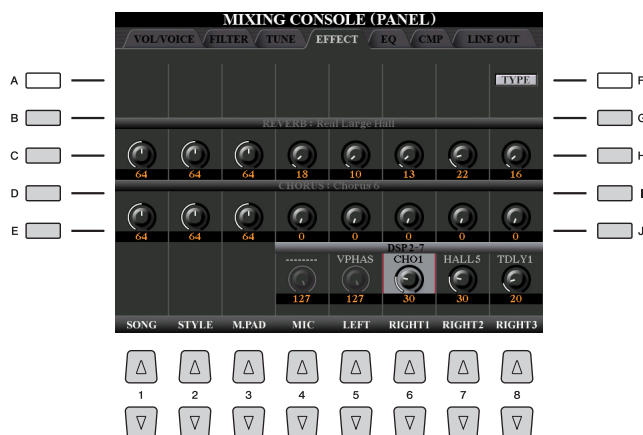 MIXING CONSOLE (PANEL)
VOL/VOICE FILTER TUNE EFFECT EQ CMP LINE OUT
A TYPE F
B G
REVERB : Real Large Hall
C H
64 64 64 18 10 13 22 16
D I
CHORUS : Chorus 6
E J
64 64 64 0 0 0 0 0
DSP 2-7
-------- VPHAS CHO1 HALL5 TDLY1
127 127 30 30 20
SONG STYLE M.PAD MIC LEFT RIGHT1 RIGHT2 RIGHT3
1 2 3 4 5 6 7 8